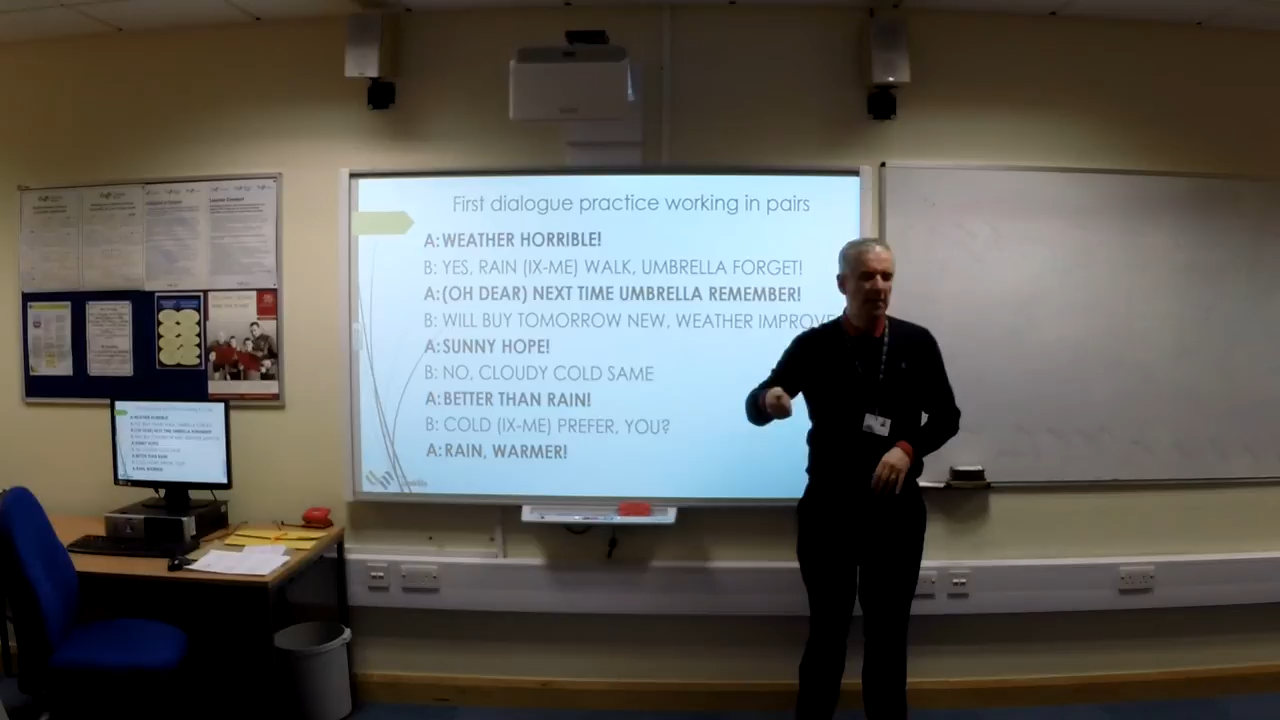 First dialogue practice working in pairs
A: WEATHER HORRIBLE!
B: YES, RAIN (IX-ME) WALK, UMBRELLA FORGET!
A: (OH DEAR) NEXT TIME UMBRELLA REMEMBER!
B: WILL BUY TOMORROW NEW, WEATHER IMPROVE
A: SUNNY HOPE!
B: NO, CLOUDY COLD SAME
A: BETTER THAN RAIN!
B: COLD (IX-ME) PREFER, YOU?
A: RAIN, WARMER!